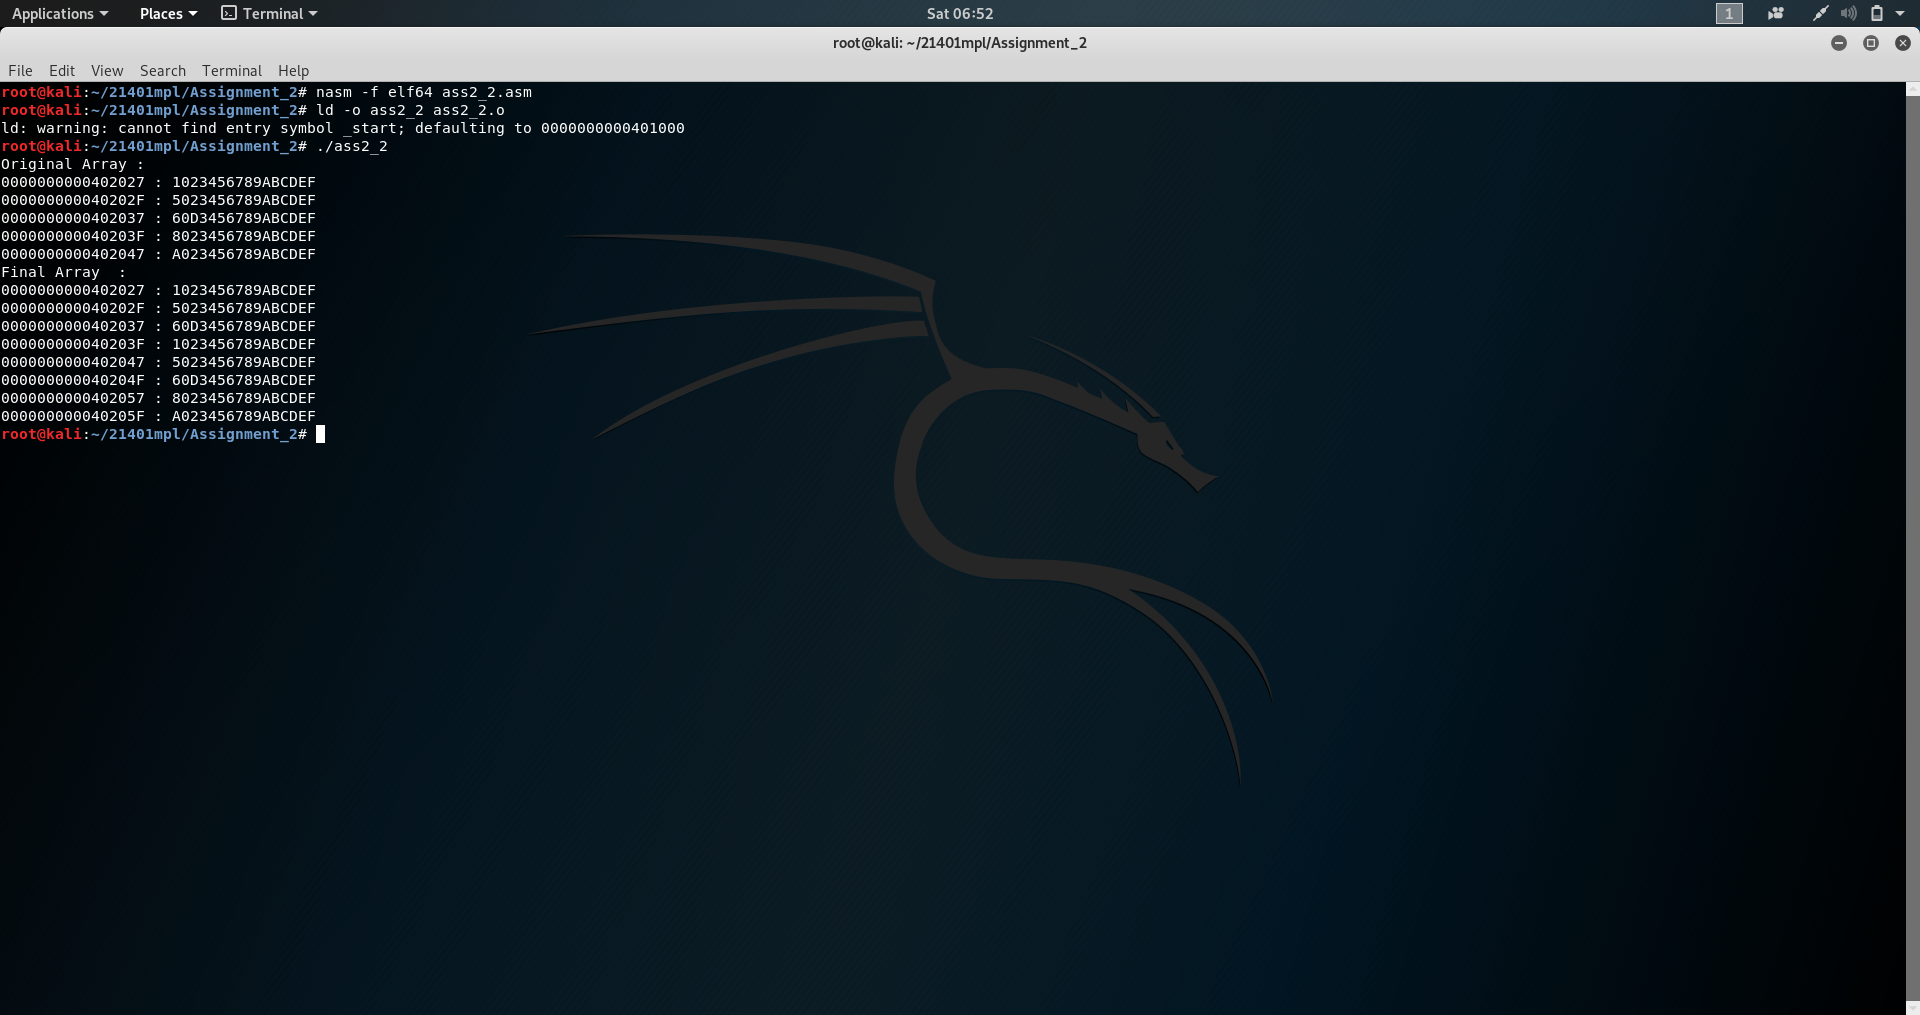 Applications Places Terminal Sat 06:52 1
root@kali: ~/21401mpl/Assignment_2
File Edit View Search Terminal Help
root@kali:~/21401mpl/Assignment_2# nasm -f elf64 ass2_2.asm
root@kali:~/21401mpl/Assignment_2# ld -o ass2_2 ass2_2.o
ld: warning: cannot find entry symbol _start; defaulting to 0000000000401000
root@kali:~/21401mpl/Assignment_2# ./ass2_2
Original Array :
0000000000402027 : 1023456789ABCDEF
000000000040202F : 5023456789ABCDEF
0000000000402037 : 60D3456789ABCDEF
000000000040203F : 8023456789ABCDEF
0000000000402047 : A023456789ABCDEF
Final Array  :
0000000000402027 : 1023456789ABCDEF
000000000040202F : 5023456789ABCDEF
0000000000402037 : 60D3456789ABCDEF
000000000040203F : 1023456789ABCDEF
0000000000402047 : 5023456789ABCDEF
000000000040204F : 60D3456789ABCDEF
0000000000402057 : 8023456789ABCDEF
000000000040205F : A023456789ABCDEF
root@kali:~/21401mpl/Assignment_2#